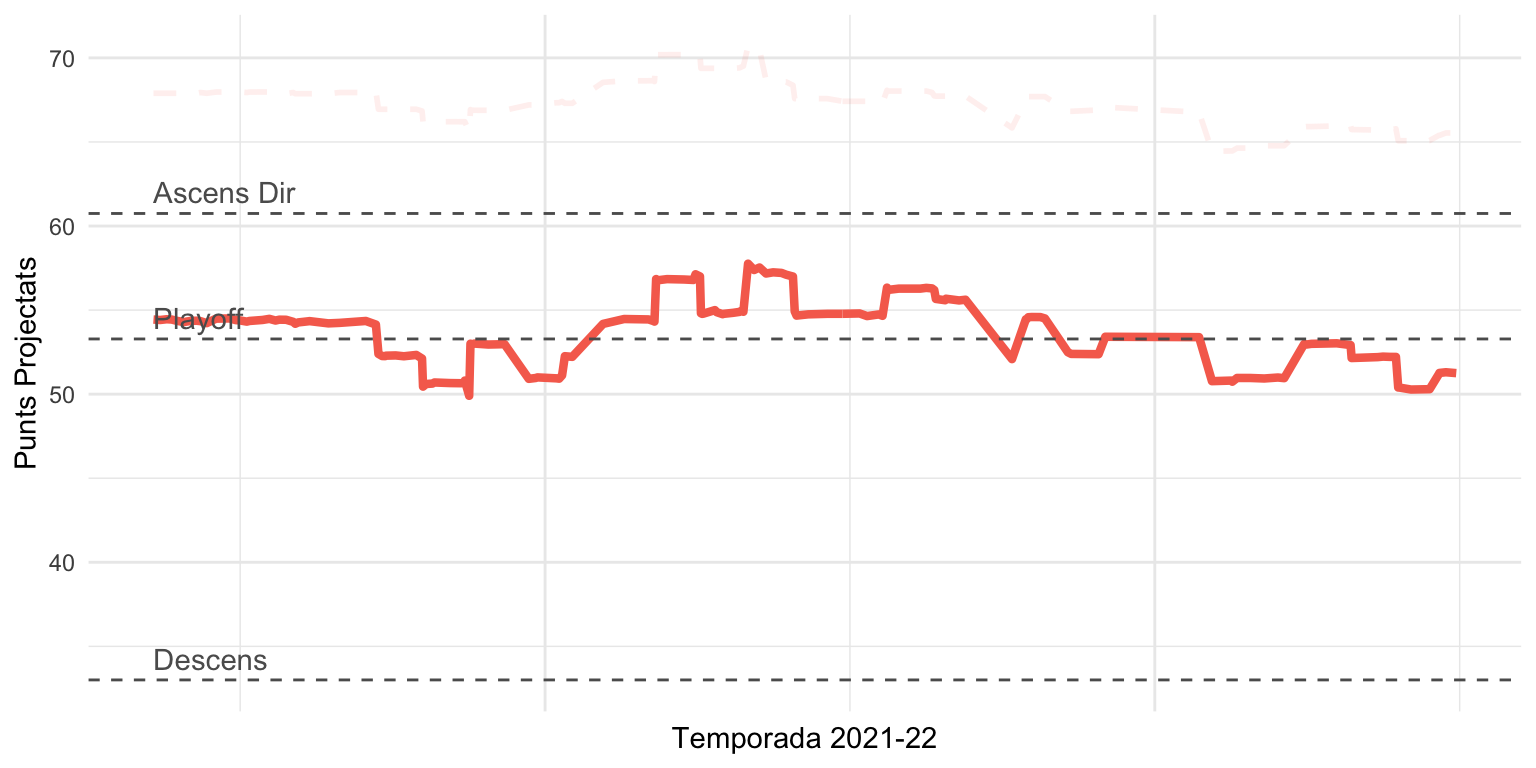 70
Ascens Dir
60
Playoff
Punts Projectats
50
40
Descens
Temporada 2021-22